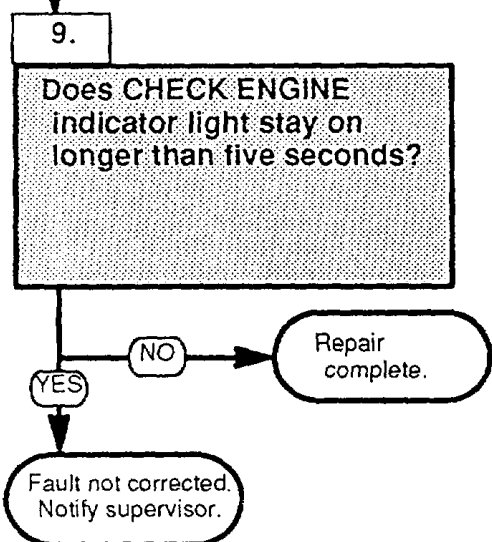 9.
Does CHECK ENGINE
indicator light stay on
longer than five seconds?
NO
Repair
complete.
YES
Fault not corrected.
Notify supervisor.